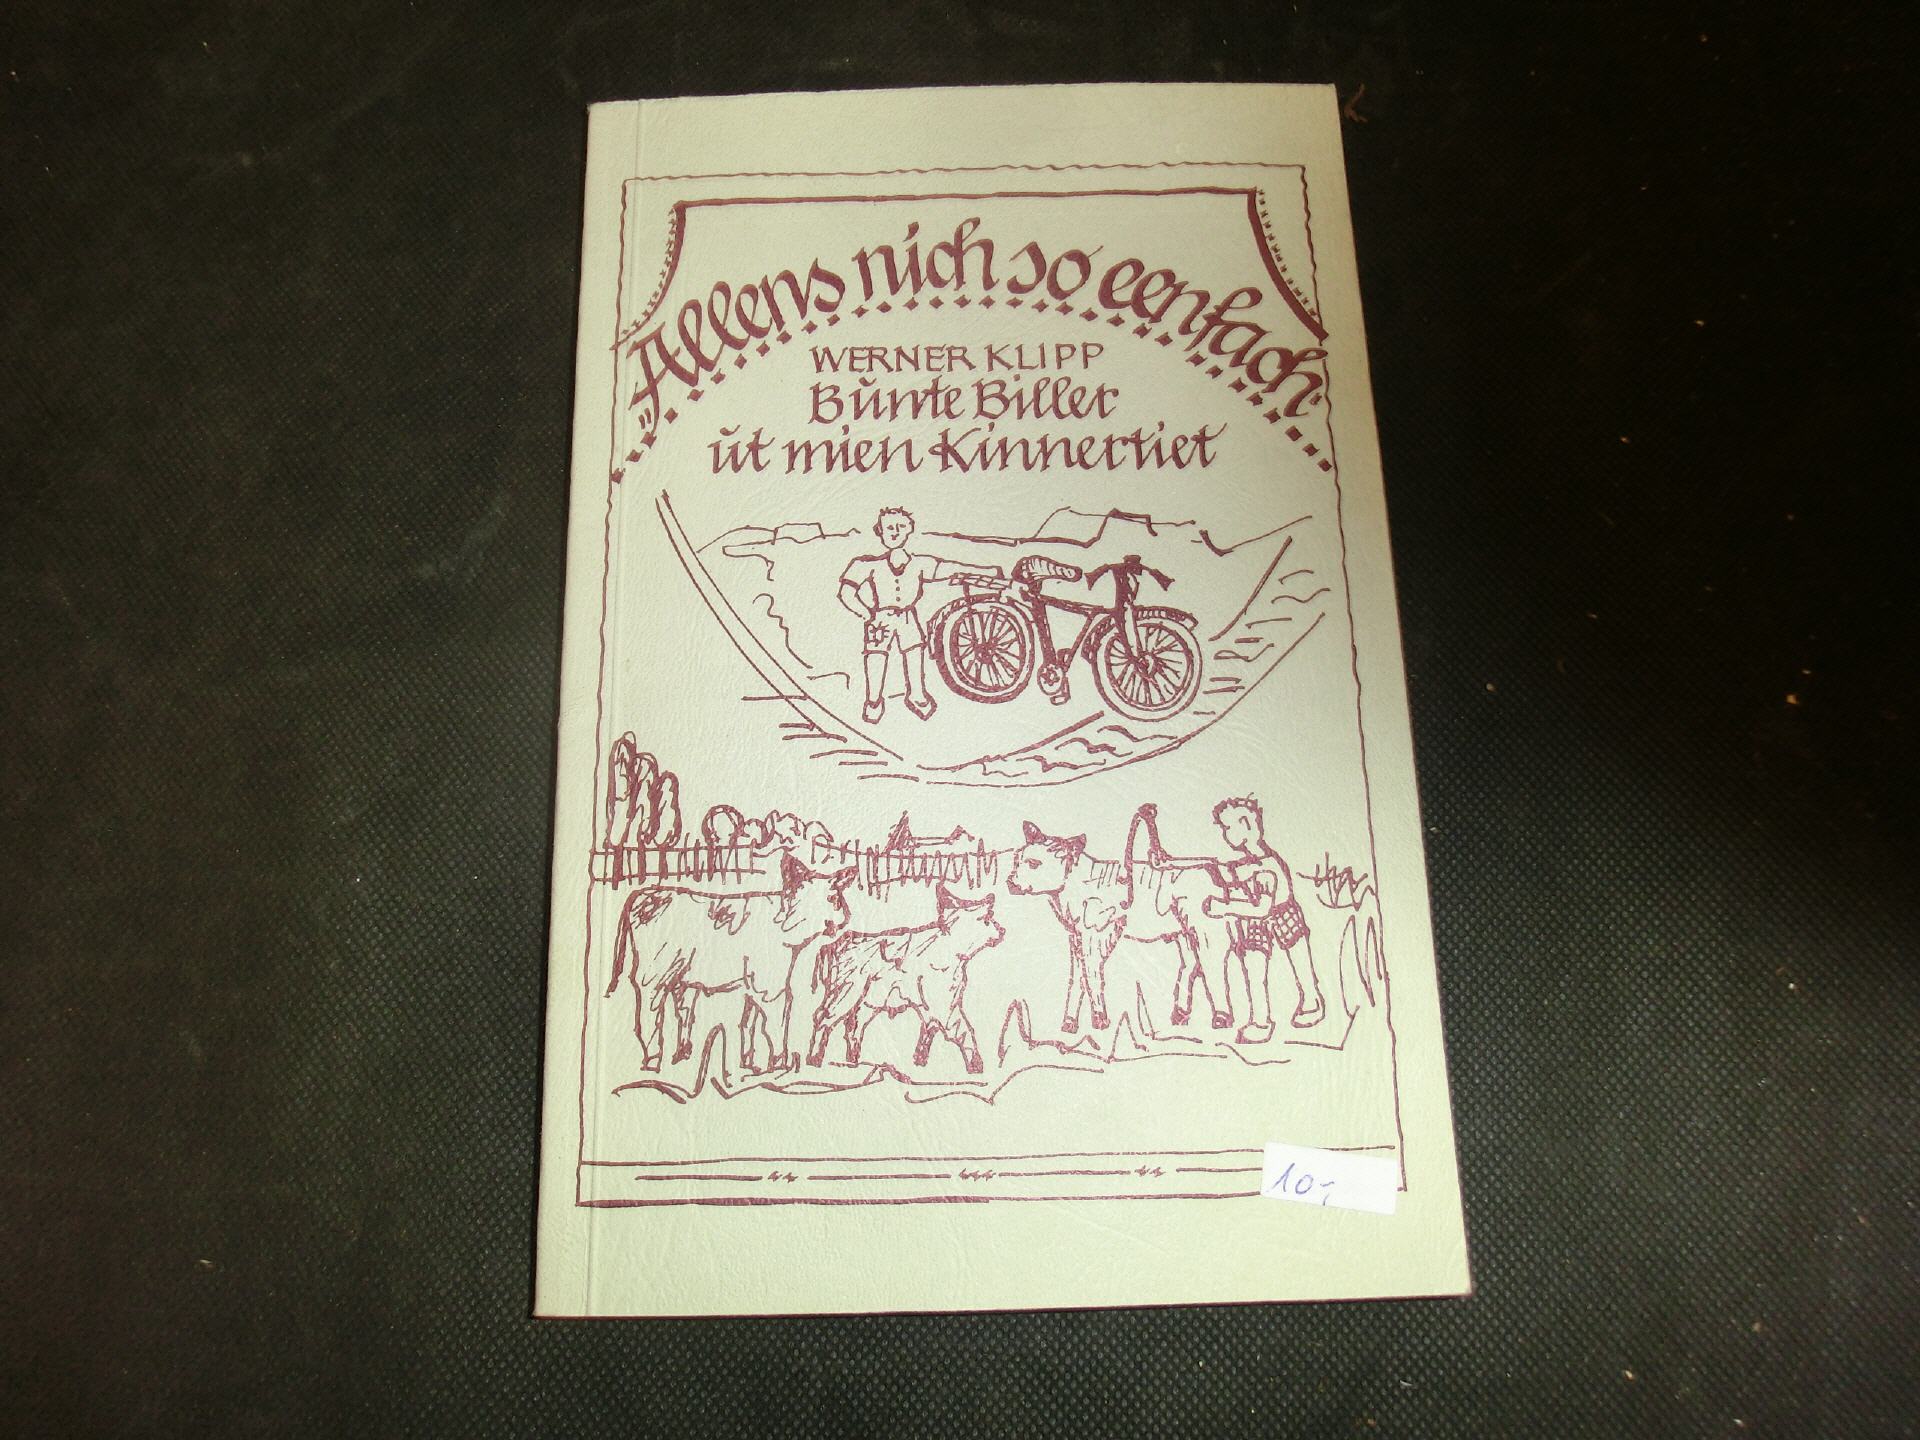 "Allens nich so eenfach"
WERNER KLIPP
Bunte Biller
ut mien Kinnertiet
10,-